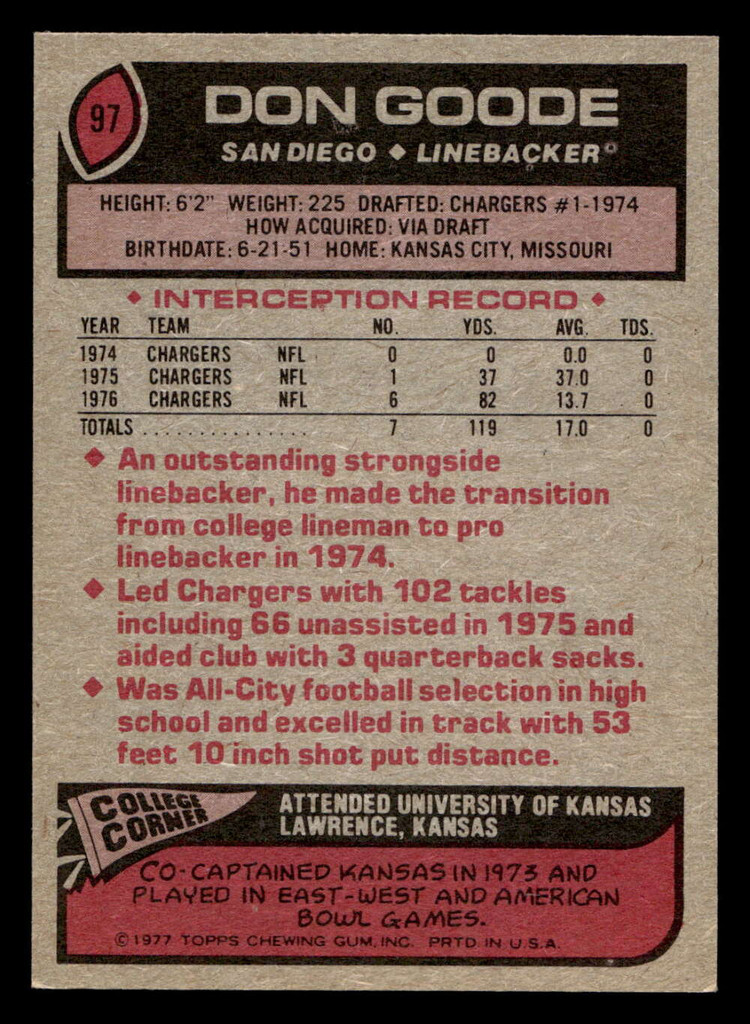 97
DON GOODE
SAN DIEGO ◆ LINEBACKER
HEIGHT: 6'2" WEIGHT: 225 DRAFTED: CHARGERS #1-1974
HOW ACQUIRED: VIA DRAFT
BIRTHDATE: 6-21-51 HOME: KANSAS CITY, MISSOURI
◆ INTERCEPTION RECORD ◆
YEAR TEAM NO. YDS. AVG. TDS.
1974 CHARGERS NFL 0 0 0.0 0
1975 CHARGERS NFL 1 37 37.0 0
1976 CHARGERS NFL 6 82 13.7 0
TOTALS ................ 7 119 17.0 0
◆ An outstanding strongside
linebacker, he made the transition
from college lineman to pro
linebacker in 1974.
◆ Led Chargers with 102 tackles
including 66 unassisted in 1975 and
aided club with 3 quarterback sacks.
◆ Was All-City football selection in high
school and excelled in track with 53
feet 10 inch shot put distance.
COLLEGE
CORNER
ATTENDED UNIVERSITY OF KANSAS
LAWRENCE, KANSAS
CO-CAPTAINED KANSAS IN 1973 AND
PLAYED IN EAST-WEST AND AMERICAN
BOWL GAMES.
© 1977 TOPPS CHEWING GUM, INC. PRTD IN U.S.A.